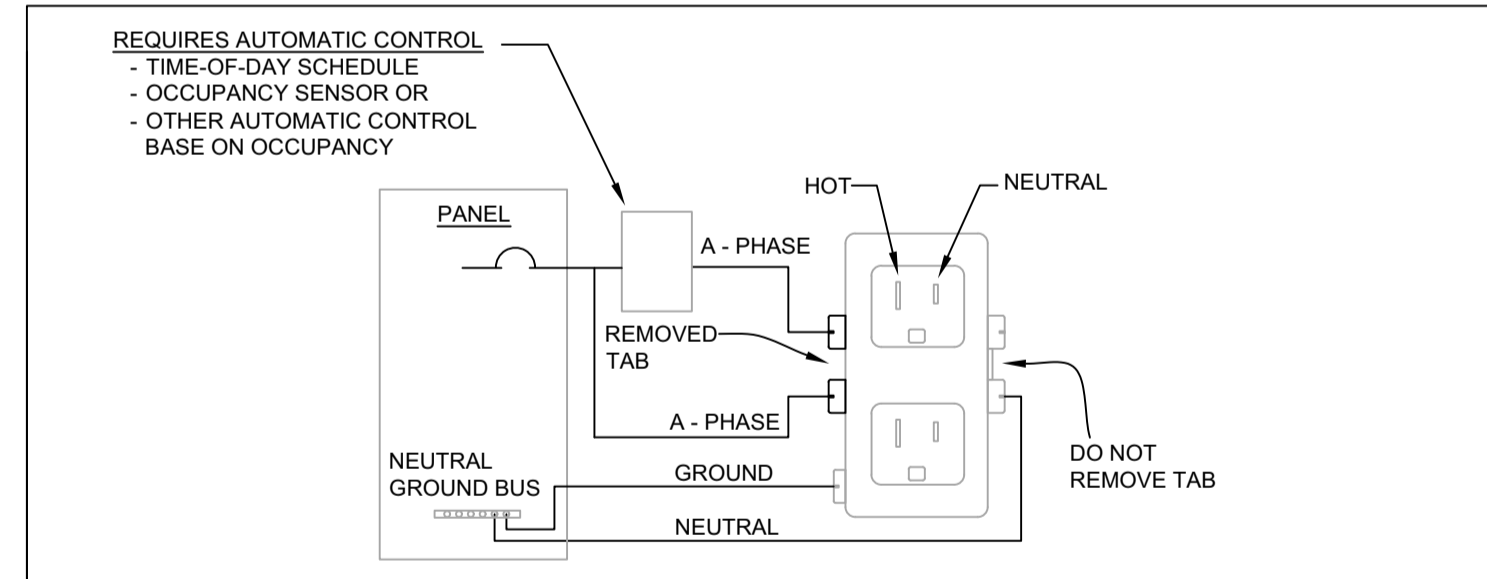 REQUIRES AUTOMATIC CONTROL
- TIME-OF-DAY SCHEDULE
- OCCUPANCY SENSOR OR
- OTHER AUTOMATIC CONTROL
BASE ON OCCUPANCY
HOT
NEUTRAL
PANEL
A - PHASE
REMOVED
TAB
A - PHASE
DO NOT
REMOVE TAB
NEUTRAL
GROUND BUS
GROUND
NEUTRAL